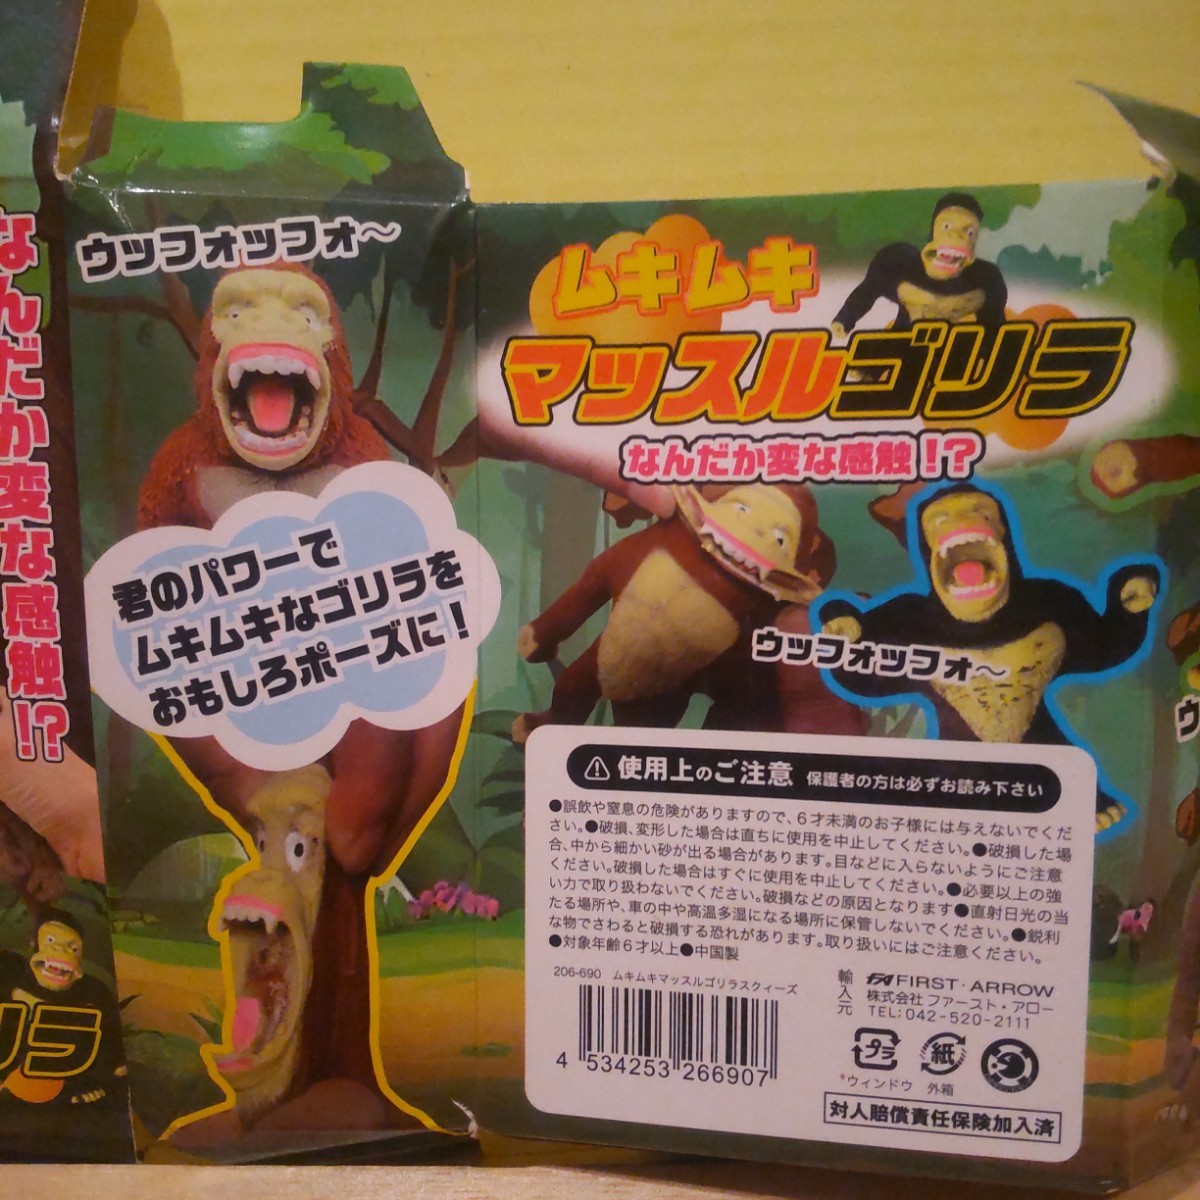 なんだか変な感触!?
リラ
ウッフォッフォ〜
君のパワーで
ムキムキなゴリラを
おもしろポーズに!
ムキムキ
マッスルゴリラ
なんだか変な感触!?
ウッフォッフォ〜
使用上のご注意 保護者の方は必ずお読み下さい
●誤飲や窒息の危険がありますので、6才未満のお子様には与えないでくだ
さい。●破損、変形した場合は直ちに使用を中止してください。●破損した場
合、中から細かい砂が出る場合があります。目などに入らないようにご注意
ください。破損した場合はすぐに使用を中止してください。●必要以上の強
い力で取り扱わないでください。破損などの原因となります●直射日光の当
たる場所や、車の中や高温多湿になる場所に保管しないでください。●鋭利
な物でさわると破損する恐れがあります。取り扱いにはご注意ください。
●対象年齢6才以上●中国製
206-690 ムキムキマッスルゴリラスクィーズ
4 534253 266907
輸入元
FIRST・ARROW
株式会社 ファースト・アロー
TEL:042-520-2111
プラ
紙
*ウィンドウ 外箱
対人賠償責任保険加入済
ウ